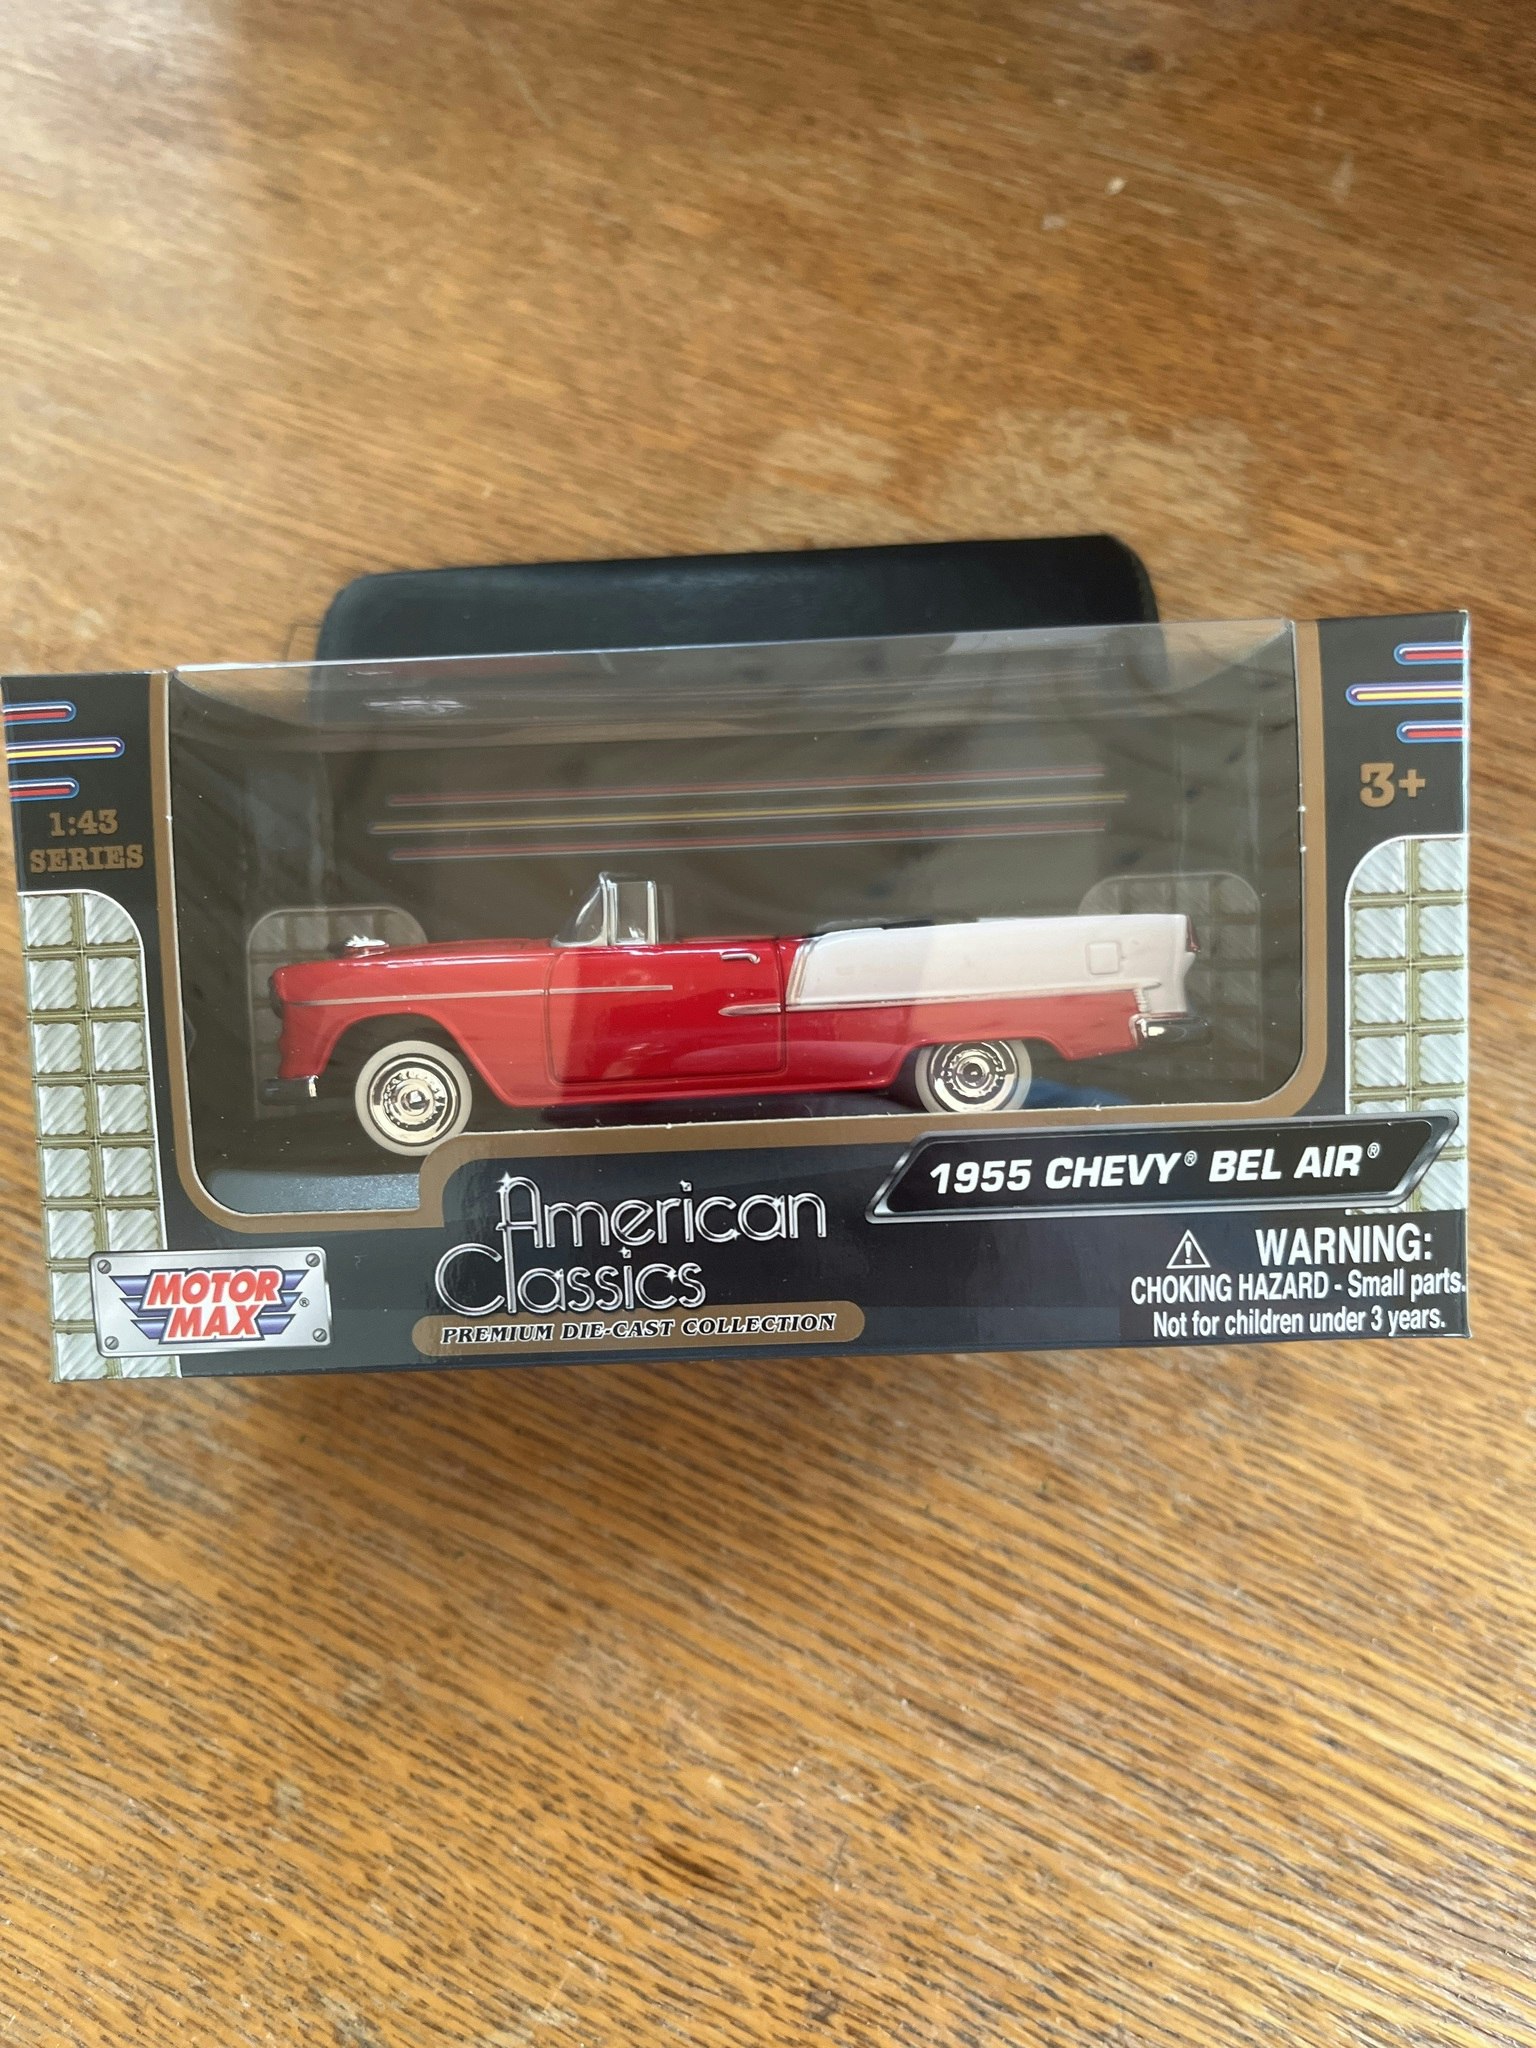 1:43
SERIES
3+
1955 CHEVY® BEL AIR®
American
Classics
PREMIUM DIE-CAST COLLECTION
MOTOR
MAX®
WARNING:
CHOKING HAZARD - Small parts.
Not for children under 3 years.